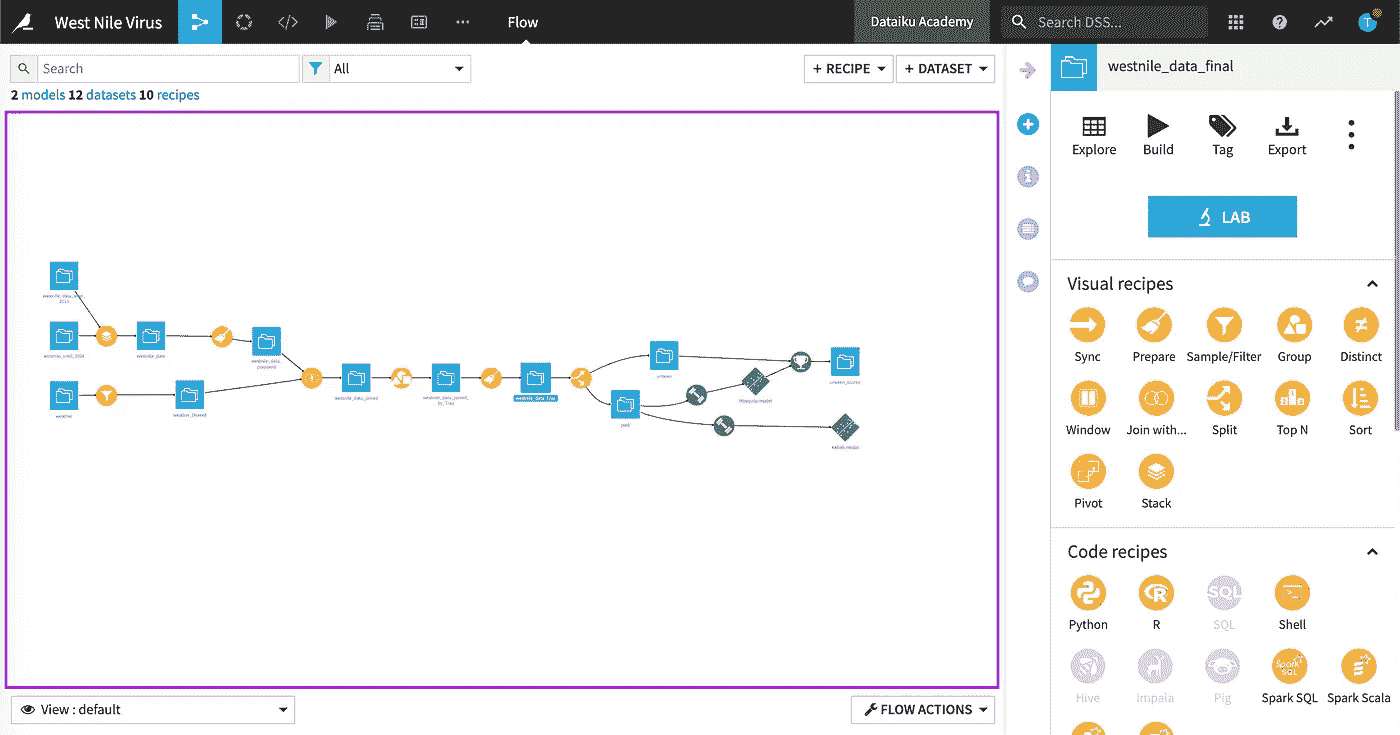 West Nile Virus
Flow
Dataiku Academy
Search DSS...
T
Search
All
+ RECIPE
+ DATASET
2 models 12 datasets 10 recipes
westnile_data_final
Explore
Build
Tag
Export
LAB
Visual recipes
Sync
Prepare
Sample/Filter
Group
Distinct
Window
Join with...
Split
Top N
Sort
Pivot
Stack
Code recipes
Python
R
SQL
SQL
Shell
Hive
Impala
Pig
Spark SQL
Spark Scala
View : default
FLOW ACTIONS